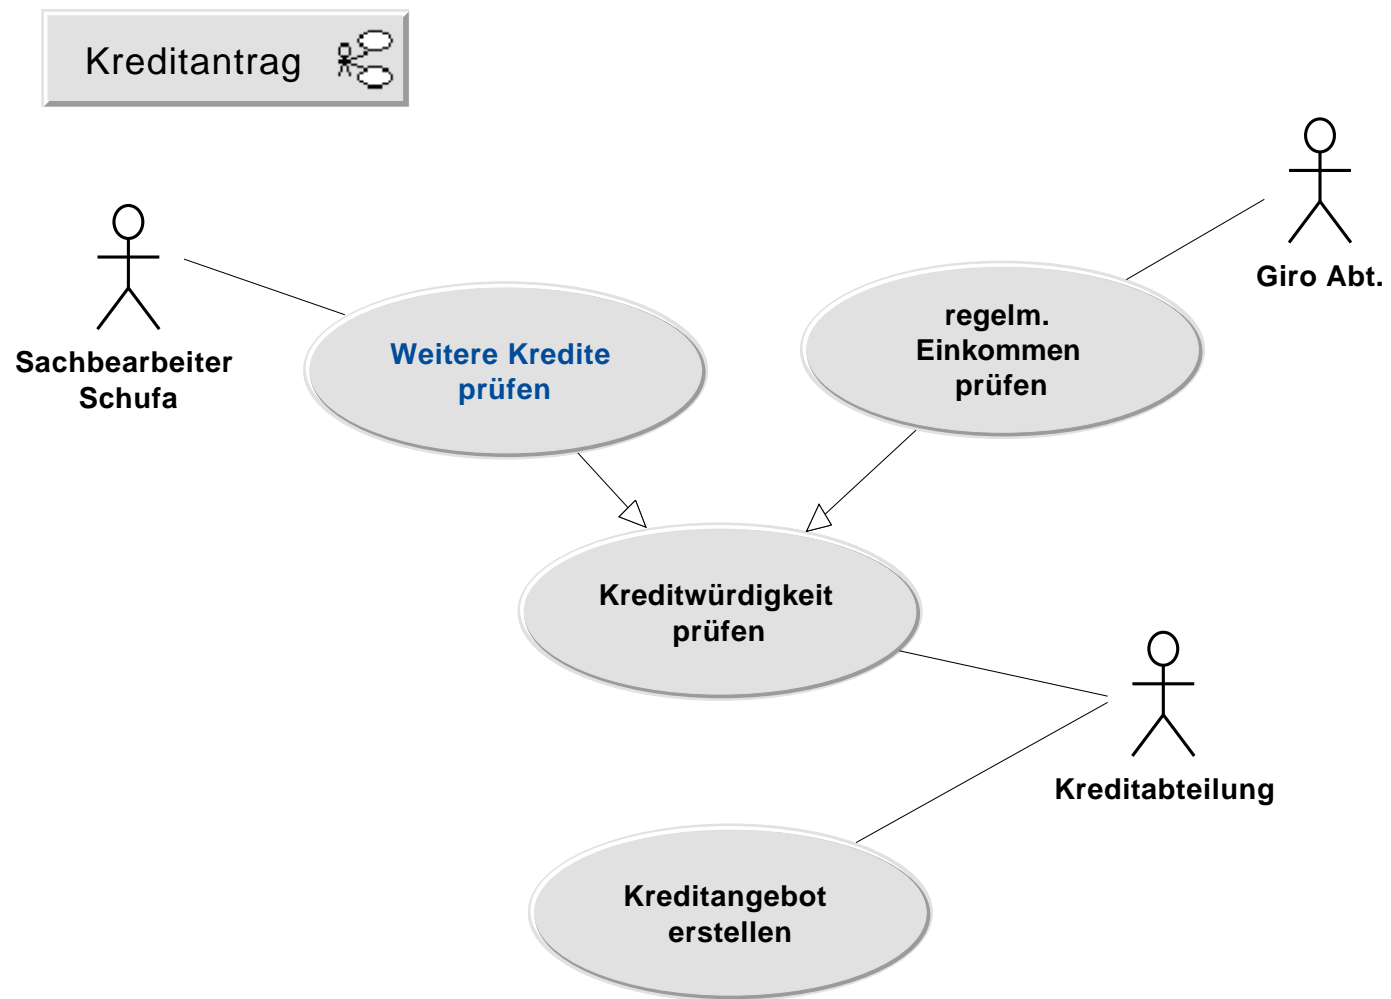 Kreditantrag
Giro Abt.
Sachbearbeiter
Schufa
Weitere Kredite
prüfen
regelm.
Einkommen
prüfen
Kreditwürdigkeit
prüfen
Kreditabteilung
Kreditangebot
erstellen